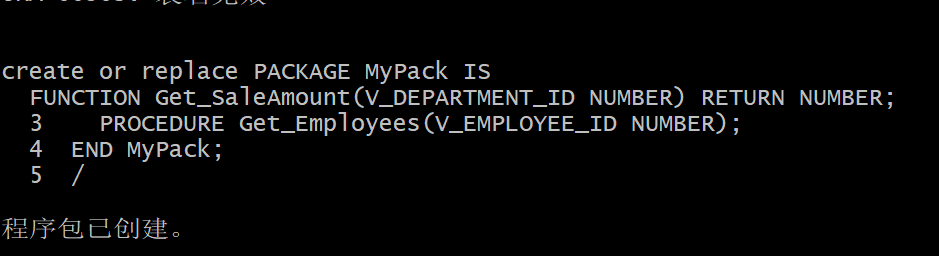 create or replace PACKAGE MyPack IS
  FUNCTION Get_SaleAmount(V_DEPARTMENT_ID NUMBER) RETURN NUMBER;
  3    PROCEDURE Get_Employees(V_EMPLOYEE_ID NUMBER);
  4  END MyPack;
  5  /
程序包已创建。